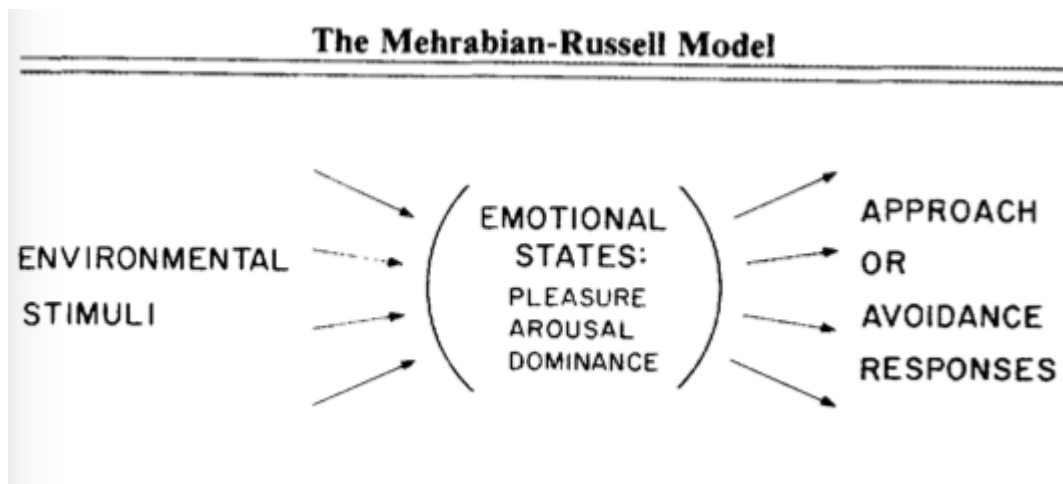 The Mehrabian-Russell Model
ENVIRONMENTAL
STIMULI
EMOTIONAL
STATES:
PLEASURE
AROUSAL
DOMINANCE
APPROACH
OR
AVOIDANCE
RESPONSES